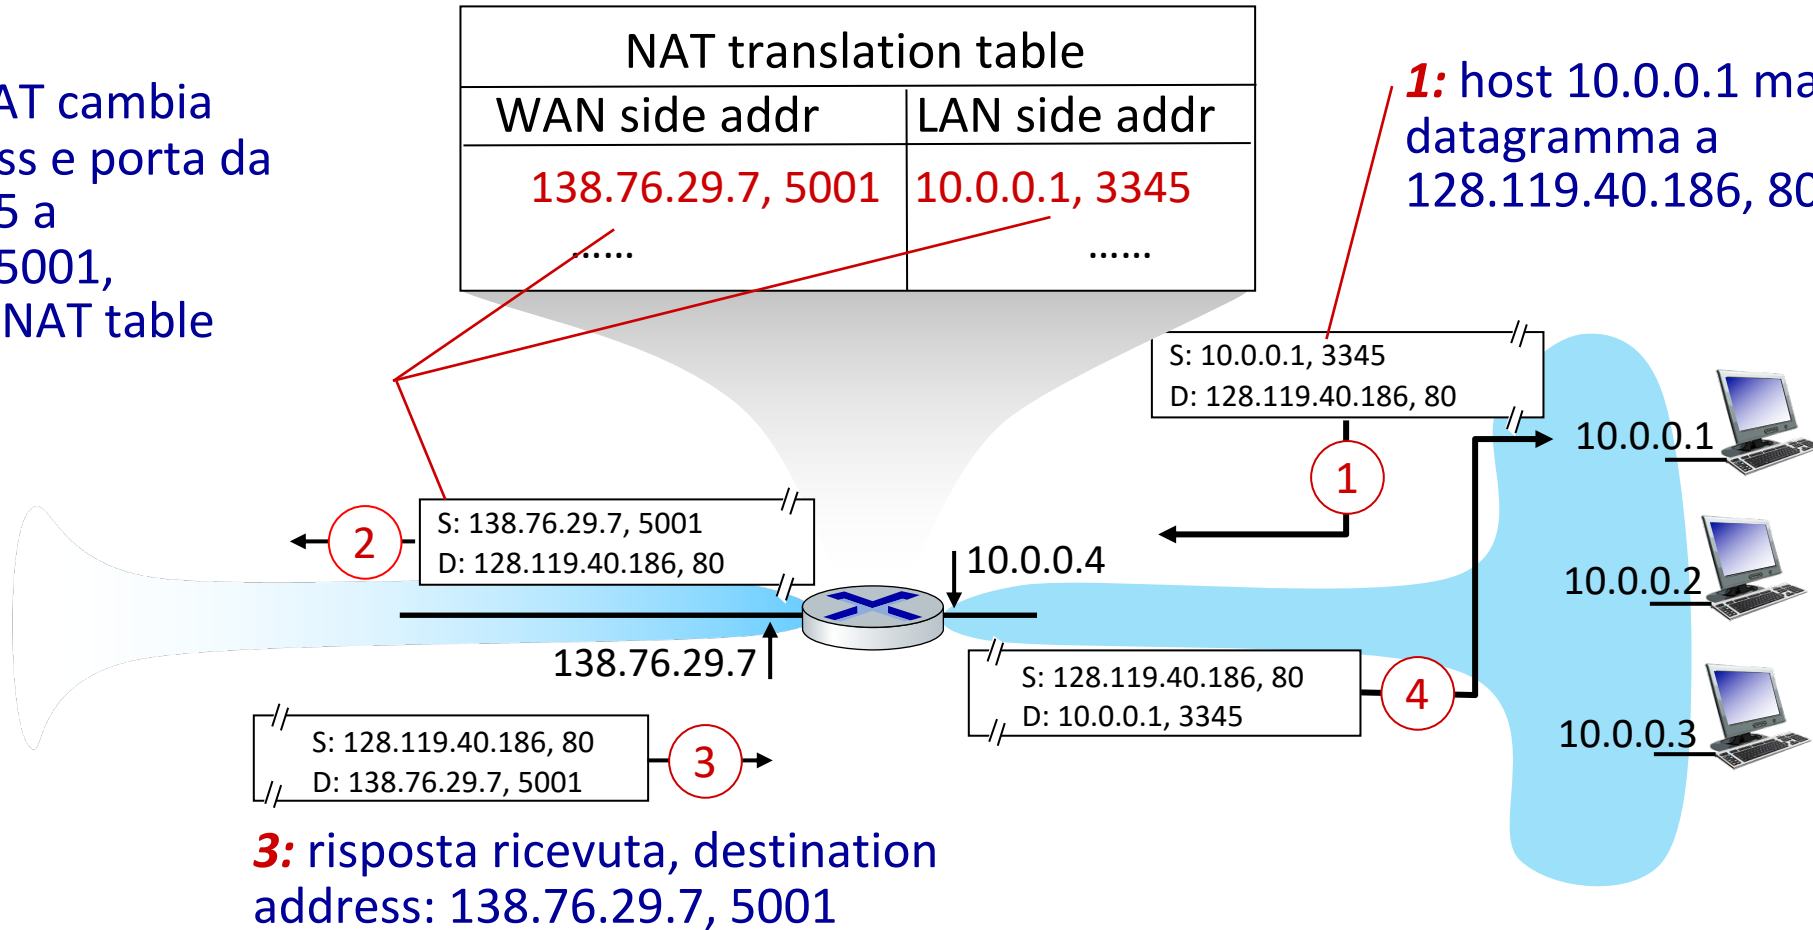 NAT translation table
WAN side addr LAN side addr
138.76.29.7, 5001 10.0.0.1, 3345
...... ......
cambia
e porta da
a
5001,
NAT table
1: host 10.0.0.1
datagramma a
128.119.40.186, 80
S: 10.0.0.1, 3345
D: 128.119.40.186, 80
1
10.0.0.1
2
S: 138.76.29.7, 5001
D: 128.119.40.186, 80
10.0.0.4
10.0.0.2
138.76.29.7
S: 128.119.40.186, 80
D: 10.0.0.1, 3345
4
10.0.0.3
S: 128.119.40.186, 80
D: 138.76.29.7, 5001
3
3: risposta ricevuta, destination
address: 138.76.29.7, 5001